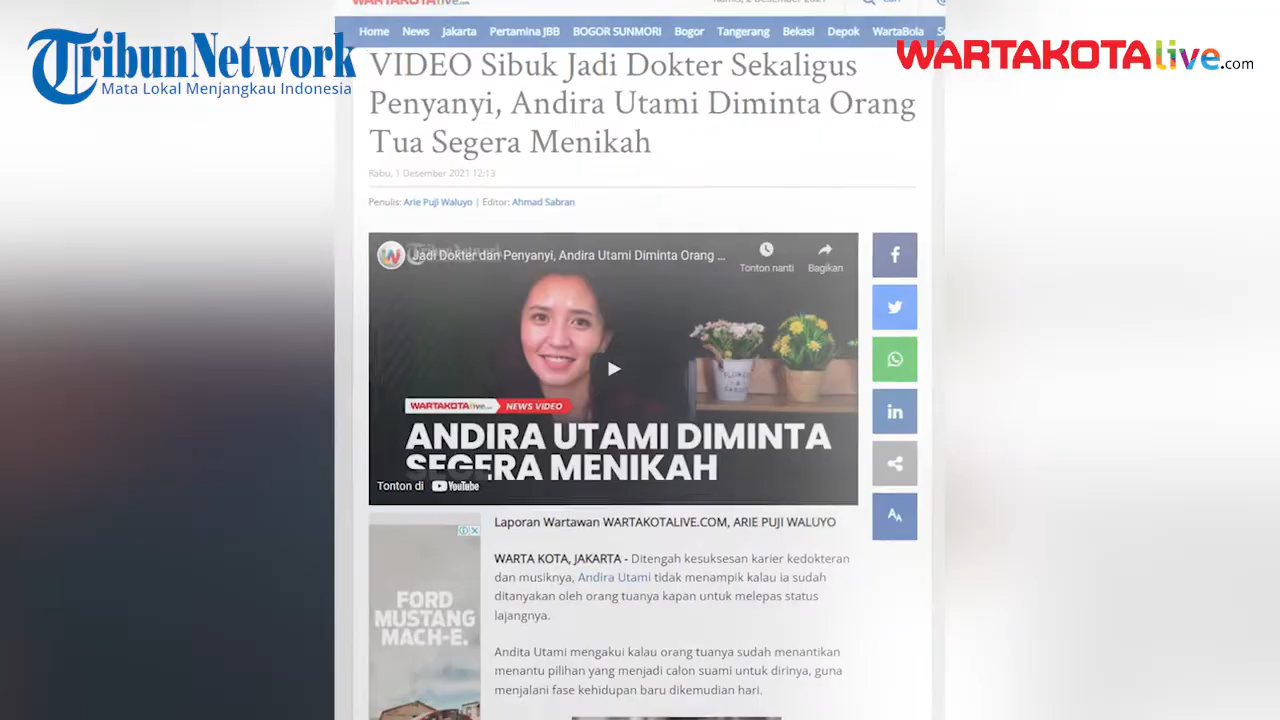 TribunNetwork
Mata Lokal Menjangkau Indonesia
WARTAKOTAlive.com
WARTAKOTAlive.com
Home News Jakarta Pertamina JBB BOGOR SUNMORI Bogor Tangerang Bekasi Depok WartaBola
VIDEO Sibuk Jadi Dokter Sekaligus
Penyanyi, Andira Utami Diminta Orang
Tua Segera Menikah
Rabu, 1 Desember 2021 12:13
Penulis: Arie Puji Waluyo | Editor: Ahmad Sabran
Jadi Dokter dan Penyanyi, Andira Utami Diminta Orang ...
Tonton nanti
Bagikan
WARTAKOTAlive.com NEWS VIDEO
ANDIRA UTAMI DIMINTA
SEGERA MENIKAH
Tonton di YouTube
Laporan Wartawan WARTAKOTALIVE.COM, ARIE PUJI WALUYO
WARTA KOTA, JAKARTA - Ditengah kesuksesan karier kedokteran
dan musiknya, Andira Utami tidak menampik kalau ia sudah
ditanyakan oleh orang tuanya kapan untuk melepas status
lajangnya.
Andita Utami mengakui kalau orang tuanya sudah menantikan
menantu pilihan yang menjadi calon suami untuk dirinya, guna
menjalani fase kehidupan baru dikemudian hari.
FORD
MUSTANG
MACH-E.